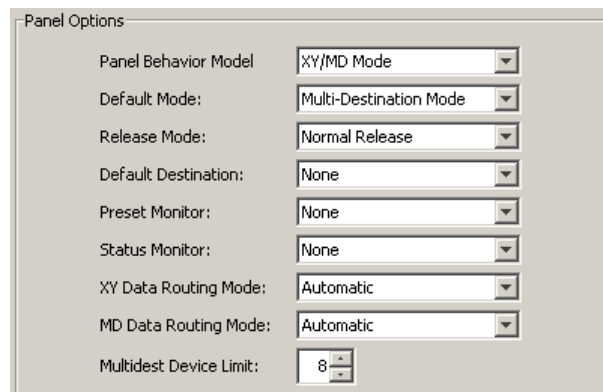 Panel Options
Panel Behavior Model XY/MD Mode
Default Mode: Multi-Destination Mode
Release Mode: Normal Release
Default Destination: None
Preset Monitor: None
Status Monitor: None
XY Data Routing Mode: Automatic
MD Data Routing Mode: Automatic
Multidest Device Limit: 8